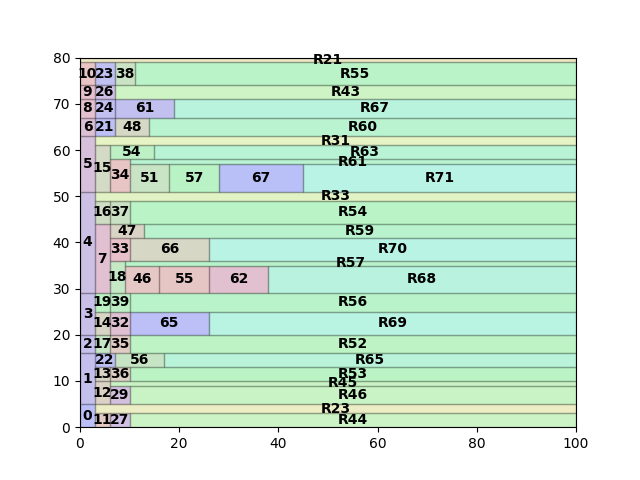 R21
80
10 23 38 R55
9 26 R43
70
8 24 61 R67
6 21 48 R60
R31
60
54 R63
5 15 R61
34 51 57 67 R71
50
R33
16 37 R54
47 R59
4
40
33 66 R70
7 R57
18 46 55 62 R68
30
19 39 R56
3
14 32 65 R69
20
2 17 35 R52
22 56 R65
13 36 R53
1
10
R45
12 29 R46
R23
0
11 27 R44
0
0 20 40 60 80 100